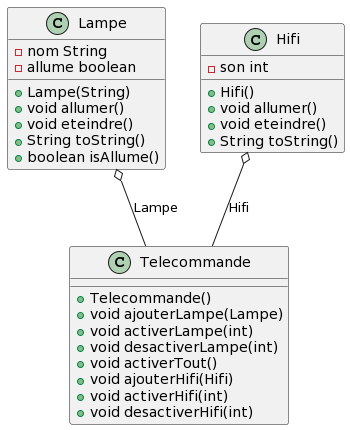 C Lampe
nom String
allume boolean
Lampe(String)
void allumer()
void eteindre()
String toString()
boolean isAllume()
C Hifi
son int
Hifi()
void allumer()
void eteindre()
String toString()
Lampe
Hifi
C Telecommande
Telecommande()
void ajouterLampe(Lampe)
void activerLampe(int)
void desactiverLampe(int)
void activerTout()
void ajouterHifi(Hifi)
void activerHifi(int)
void desactiverHifi(int)